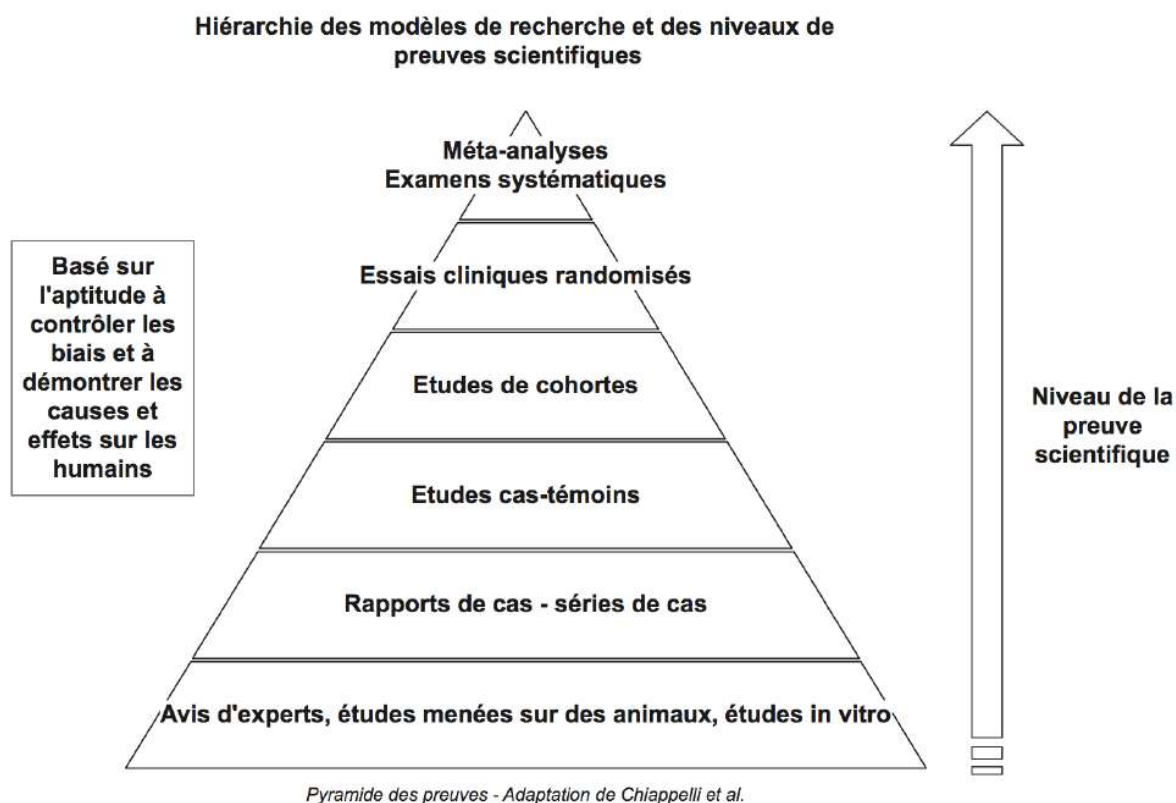 Hiérarchie des modèles de recherche et des niveaux de
preuves scientifiques
Méta-analyses
Examens systématiques
Essais cliniques randomisés
Etudes de cohortes
Etudes cas-témoins
Rapports de cas - séries de cas
Avis d'experts, études menées sur des animaux, études in vitro
Basé sur
l'aptitude à
contrôler les
biais et à
démontrer les
causes et
effets sur les
humains
Niveau de la
preuve
scientifique
Pyramide des preuves - Adaptation de Chiappelli et al.